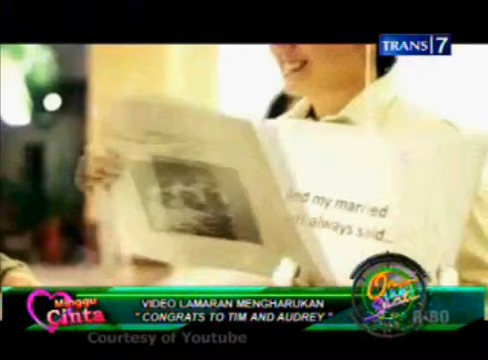 TRANS|7
and my married
always said...
Minggu
Cinta
VIDEO LAMARAN MENGHARUKAN
" CONGRATS TO TIM AND AUDREY "
Courtesy of Youtube